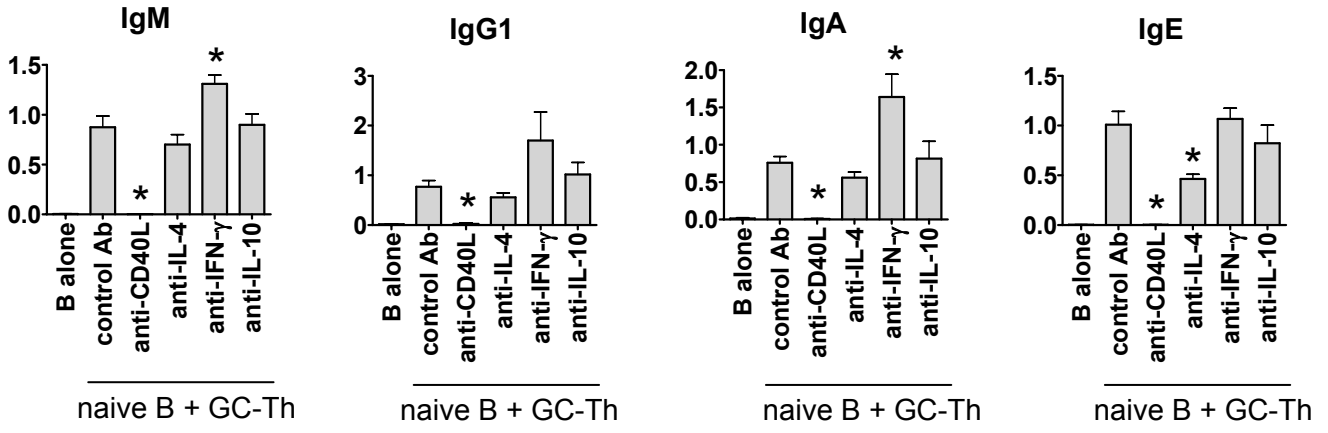 IgM
1.5
1.0
0.5
0.0
*
*
B alone
control Ab
anti-CD40L
anti-IL-4
anti-IFN-γ
anti-IL-10
naive B + GC-Th
IgG1
3
2
1
0
*
B alone
control Ab
anti-CD40L
anti-IL-4
anti-IFN-γ
anti-IL-10
naive B + GC-Th
IgA
2.0
1.5
1.0
0.5
0.0
*
*
B alone
control Ab
anti-CD40L
anti-IL-4
anti-IFN-γ
anti-IL-10
naive B + GC-Th
IgE
1.5
1.0
0.5
0.0
*
*
B alone
control Ab
anti-CD40L
anti-IL-4
anti-IFN-γ
anti-IL-10
naive B + GC-Th